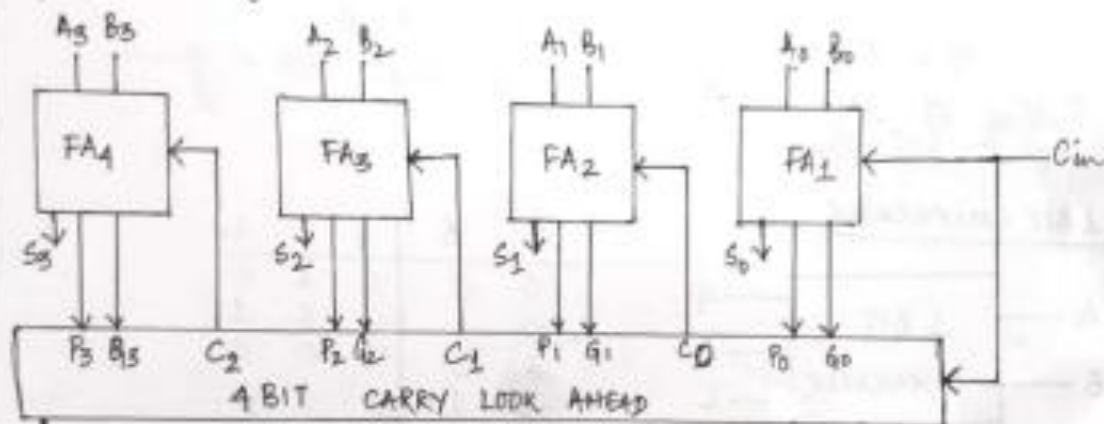 A3 B3 A2 B2 A1 B1 A0 B0
FA4 FA3 FA2 FA1 Cin
S3 S2 S1 S0
P3 B3 C2 P2 G2 C1 P1 G1 C0 P0 G0
4 BIT CARRY LOOK AHEAD